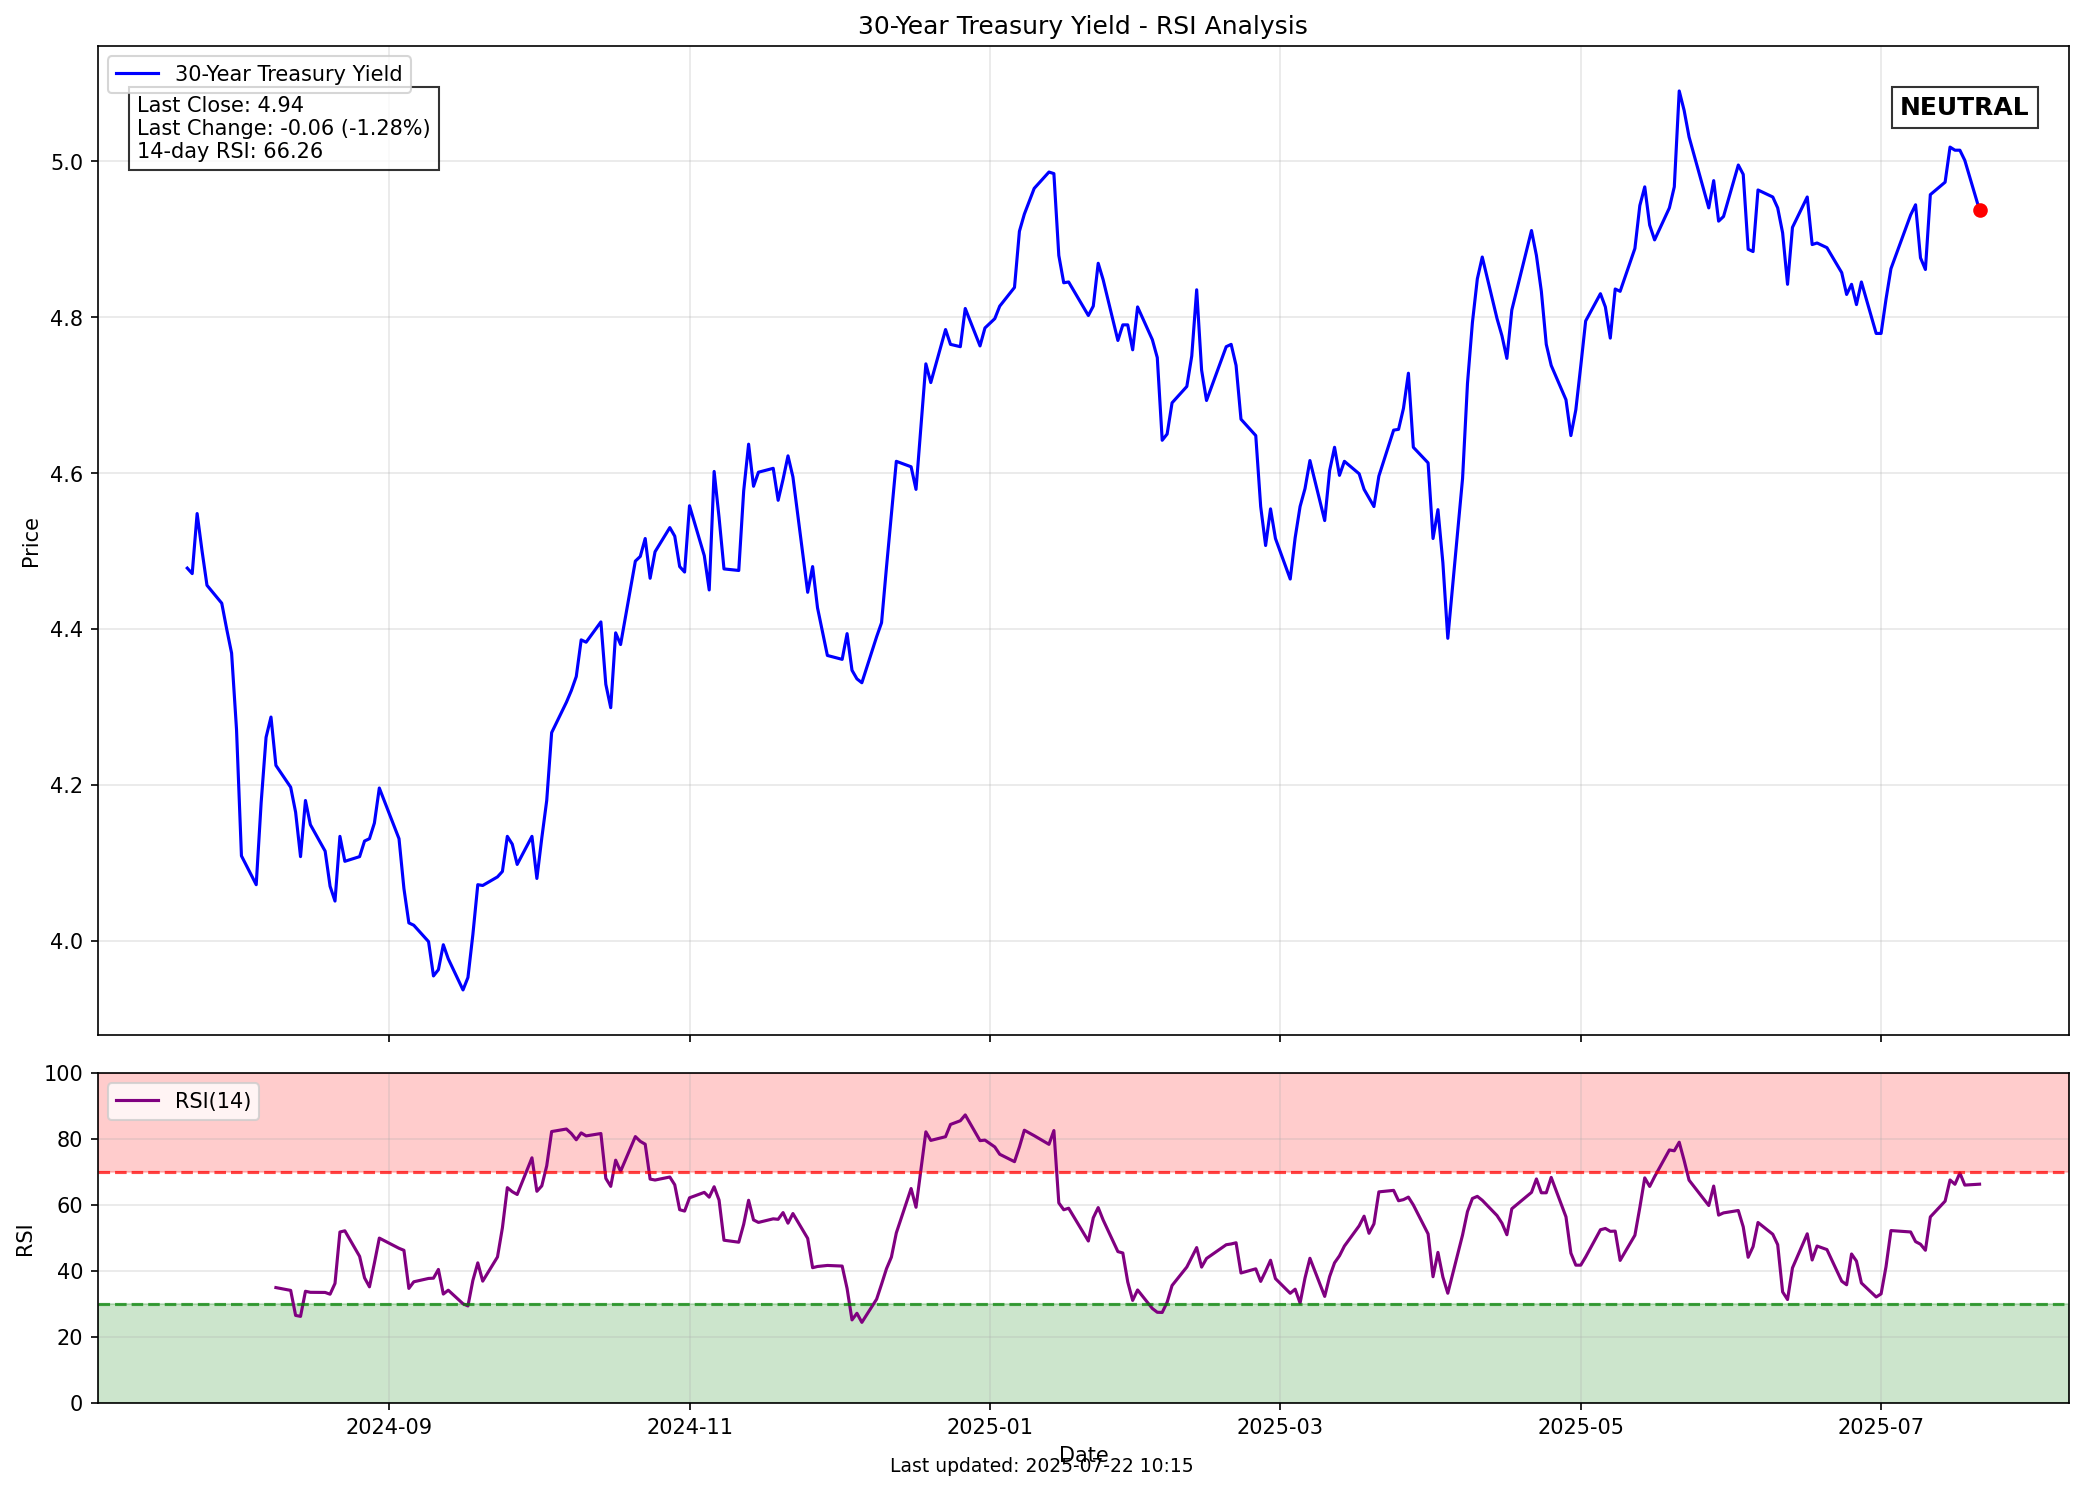 30-Year Treasury Yield - RSI Analysis
30-Year Treasury Yield
Last Close: 4.94
Last Change: -0.06 (-1.28%)
14-day RSI: 66.26
NEUTRAL
Price
5.0
4.8
4.6
4.4
4.2
4.0
RSI(14)
RSI
100
80
60
40
20
0
2024-09
2024-11
2025-01
2025-03
2025-05
2025-07
Date
Last updated: 2025-07-22 10:15